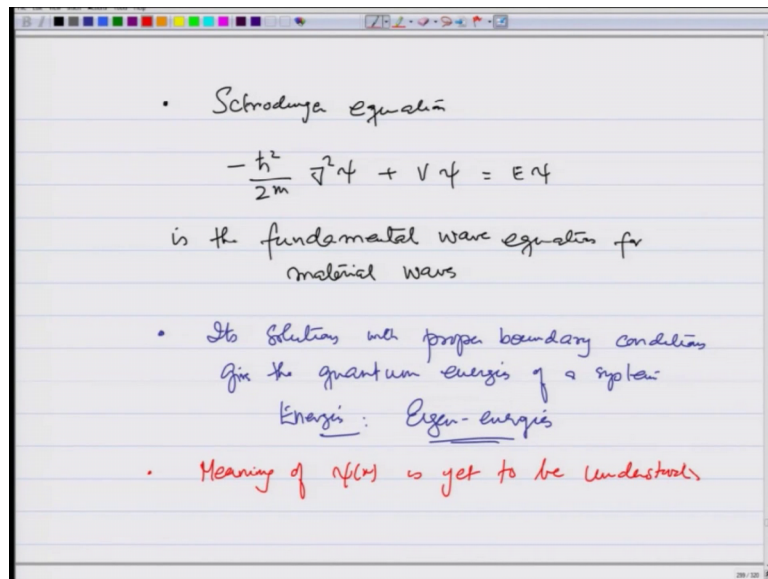 • Schrodinger equation
-ħ²/2m ∇²ψ + Vψ = Eψ
is the fundamental wave equation for
material waves
• Its solutions with proper boundary conditions
give the quantum energies of a system
Energies : Eigen-energies
• Meaning of ψ(x) is yet to be understood